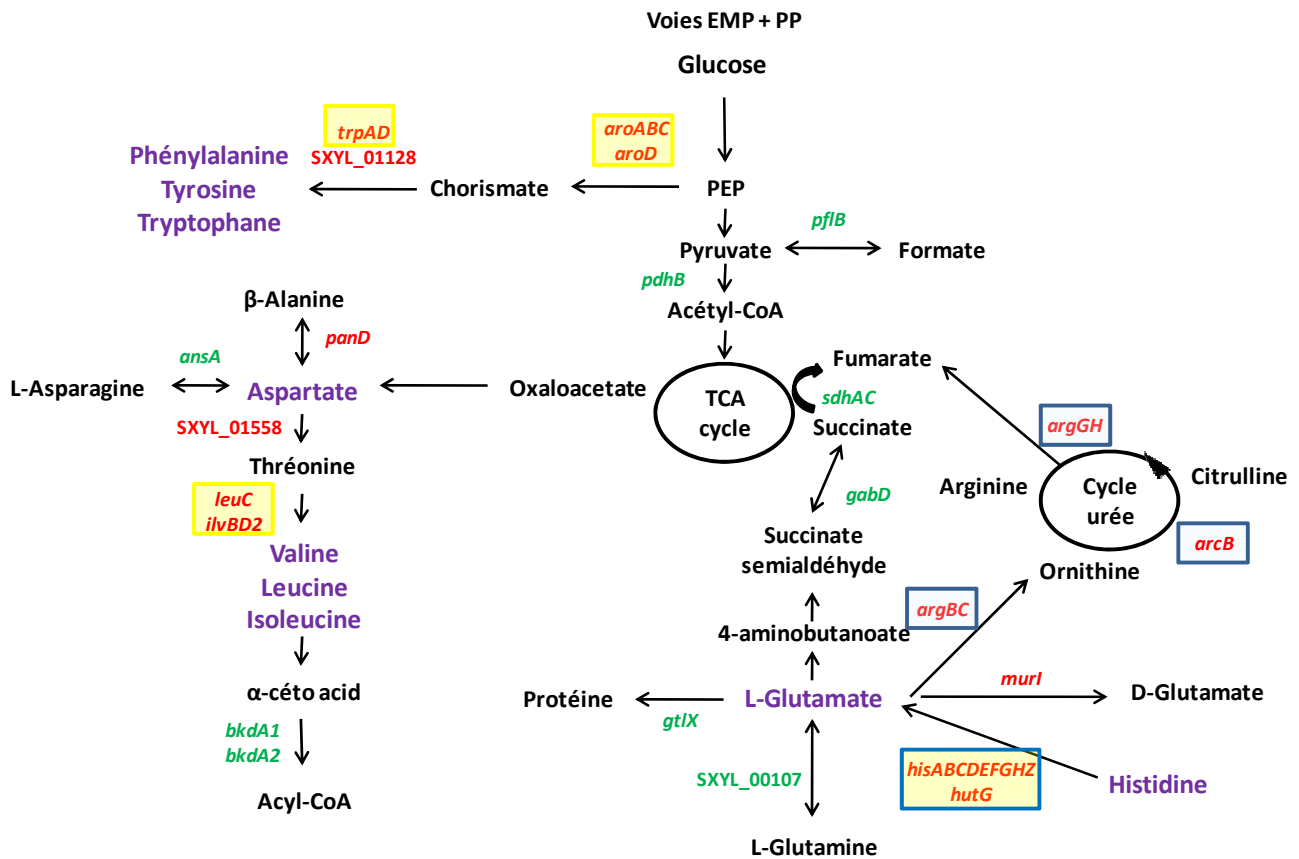 Voies EMP + PP
Glucose
trpAD
SXYL_01128
aroABC
aroD
Phénylalanine
Tyrosine
Tryptophane
Chorismate
PEP
pflB
Pyruvate
Formate
pdhB
β-Alanine
Acétyl-CoA
panD
ansA
Fumarate
L-Asparagine
Aspartate
Oxaloacetate
TCA
cycle
sdhAC
Succinate
SXYL_01558
argGH
Thréonine
gabD
Arginine
Cycle
urée
Citrulline
leuC
ilvBD2
arcB
Valine
Leucine
Isoleucine
Succinate
semialdéhyde
Ornithine
argBC
4-aminobutanoate
α-céto acid
Protéine
L-Glutamate
murI
D-Glutamate
gtlX
bkdA1
bkdA2
SXYL_00107
hisABCDEFGHZ
hutG
Histidine
Acyl-CoA
L-Glutamine